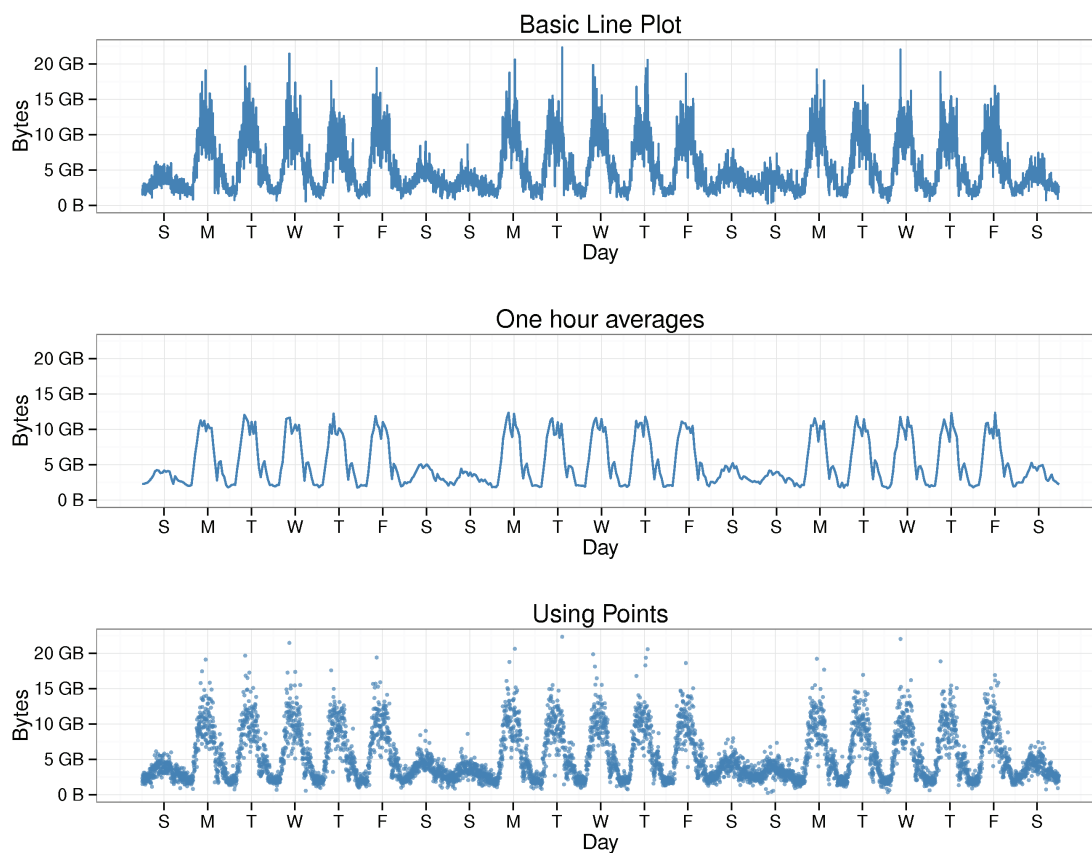 Basic Line Plot
20 GB
15 GB
10 GB
5 GB
0 B
Bytes
S M T W T F S S M T W T F S S M T W T F S
Day
One hour averages
20 GB
15 GB
10 GB
5 GB
0 B
Bytes
S M T W T F S S M T W T F S S M T W T F S
Day
Using Points
20 GB
15 GB
10 GB
5 GB
0 B
Bytes
S M T W T F S S M T W T F S S M T W T F S
Day